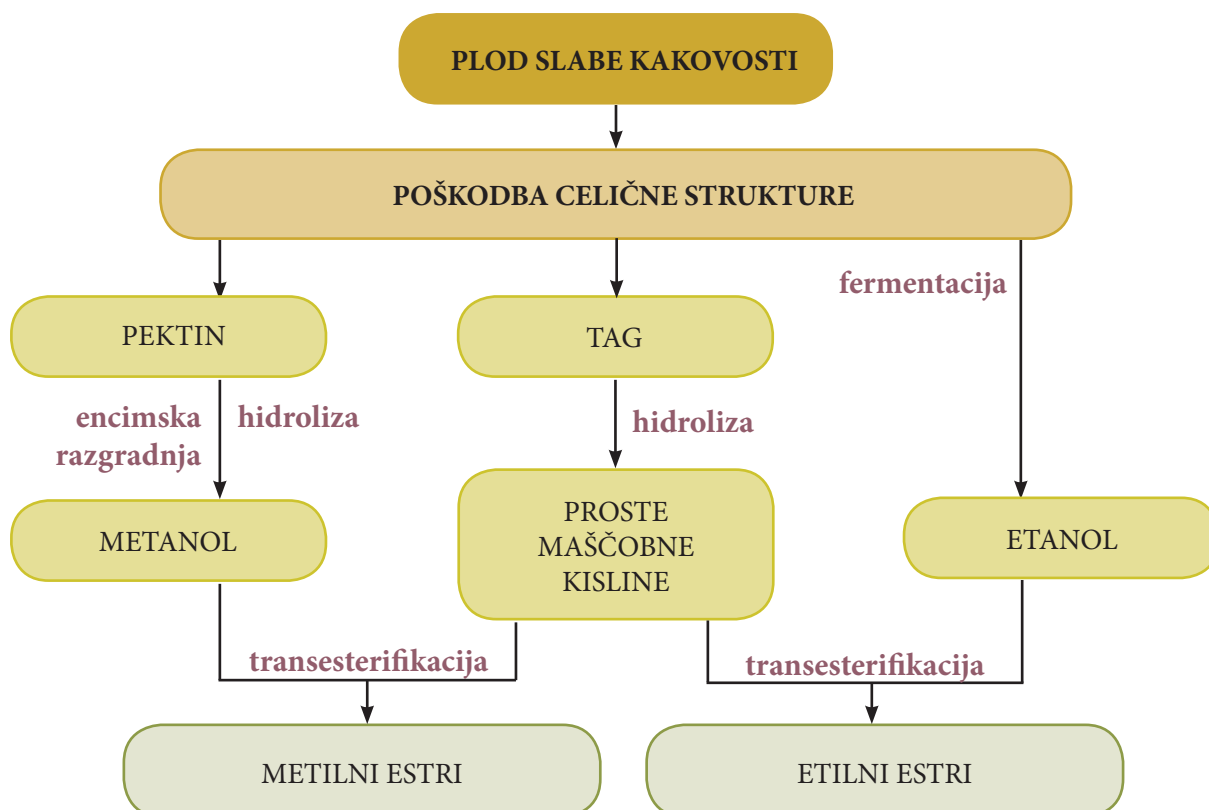 PLOD SLABE KAKOVOSTI
POŠKODBA CELIČNE STRUKTURE
fermentacija
PEKTIN
TAG
encimska
razgradnja
hidroliza
hidroliza
METANOL
PROSTE
MAŠČOBNE
KISLINE
ETANOL
transesterifikacija
transesterifikacija
METILNI ESTRI
ETILNI ESTRI